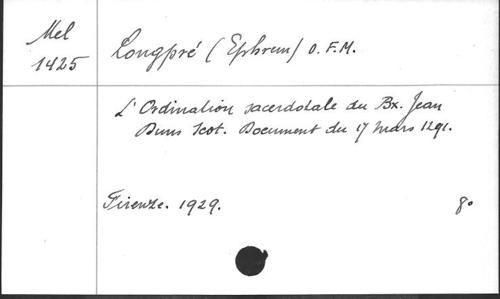 Mel
1425
Longpré (Ephrem) O.F.M.
L'Ordination sacerdotale du Bx. Jean
Duns Scot. Document du 17 mars 1291.
Firenze. 1929. 8°